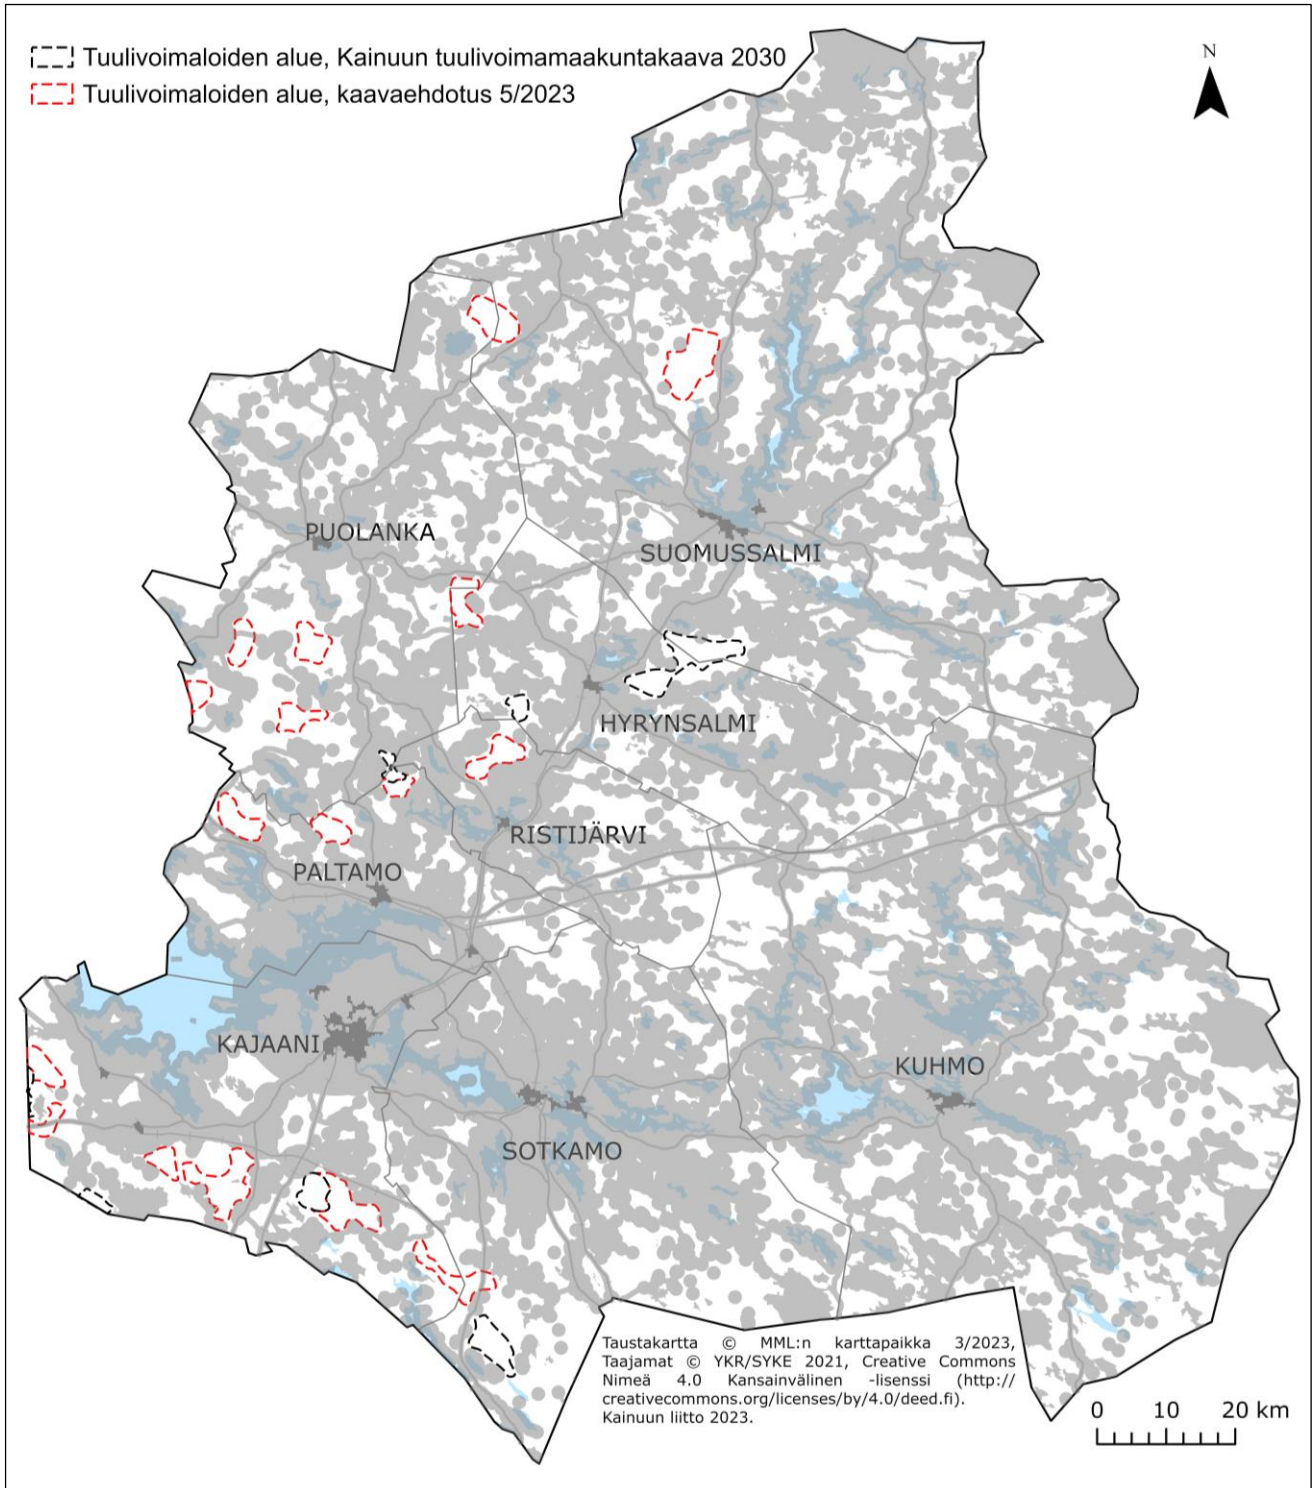 Tuulivoimaloiden alue, Kainuun tuulivoimamaakuntakaava 2030
Tuulivoimaloiden alue, kaavaehdotus 5/2023
N
PUOLANKA
SUOMUSSALMI
HYRYNSALMI
RISTIJÄRVI
PALTAMO
KAJAANI
KUHMO
SOTKAMO
Taustakartta © MML:n karttapaikka 3/2023,
Taajamat © YKR/SYKE 2021, Creative Commons
Nimeä 4.0 Kansainvälinen -lisenssi (http://
creativecommons.org/licenses/by/4.0/deed.fi).
Kainuun liitto 2023.
0 10 20 km